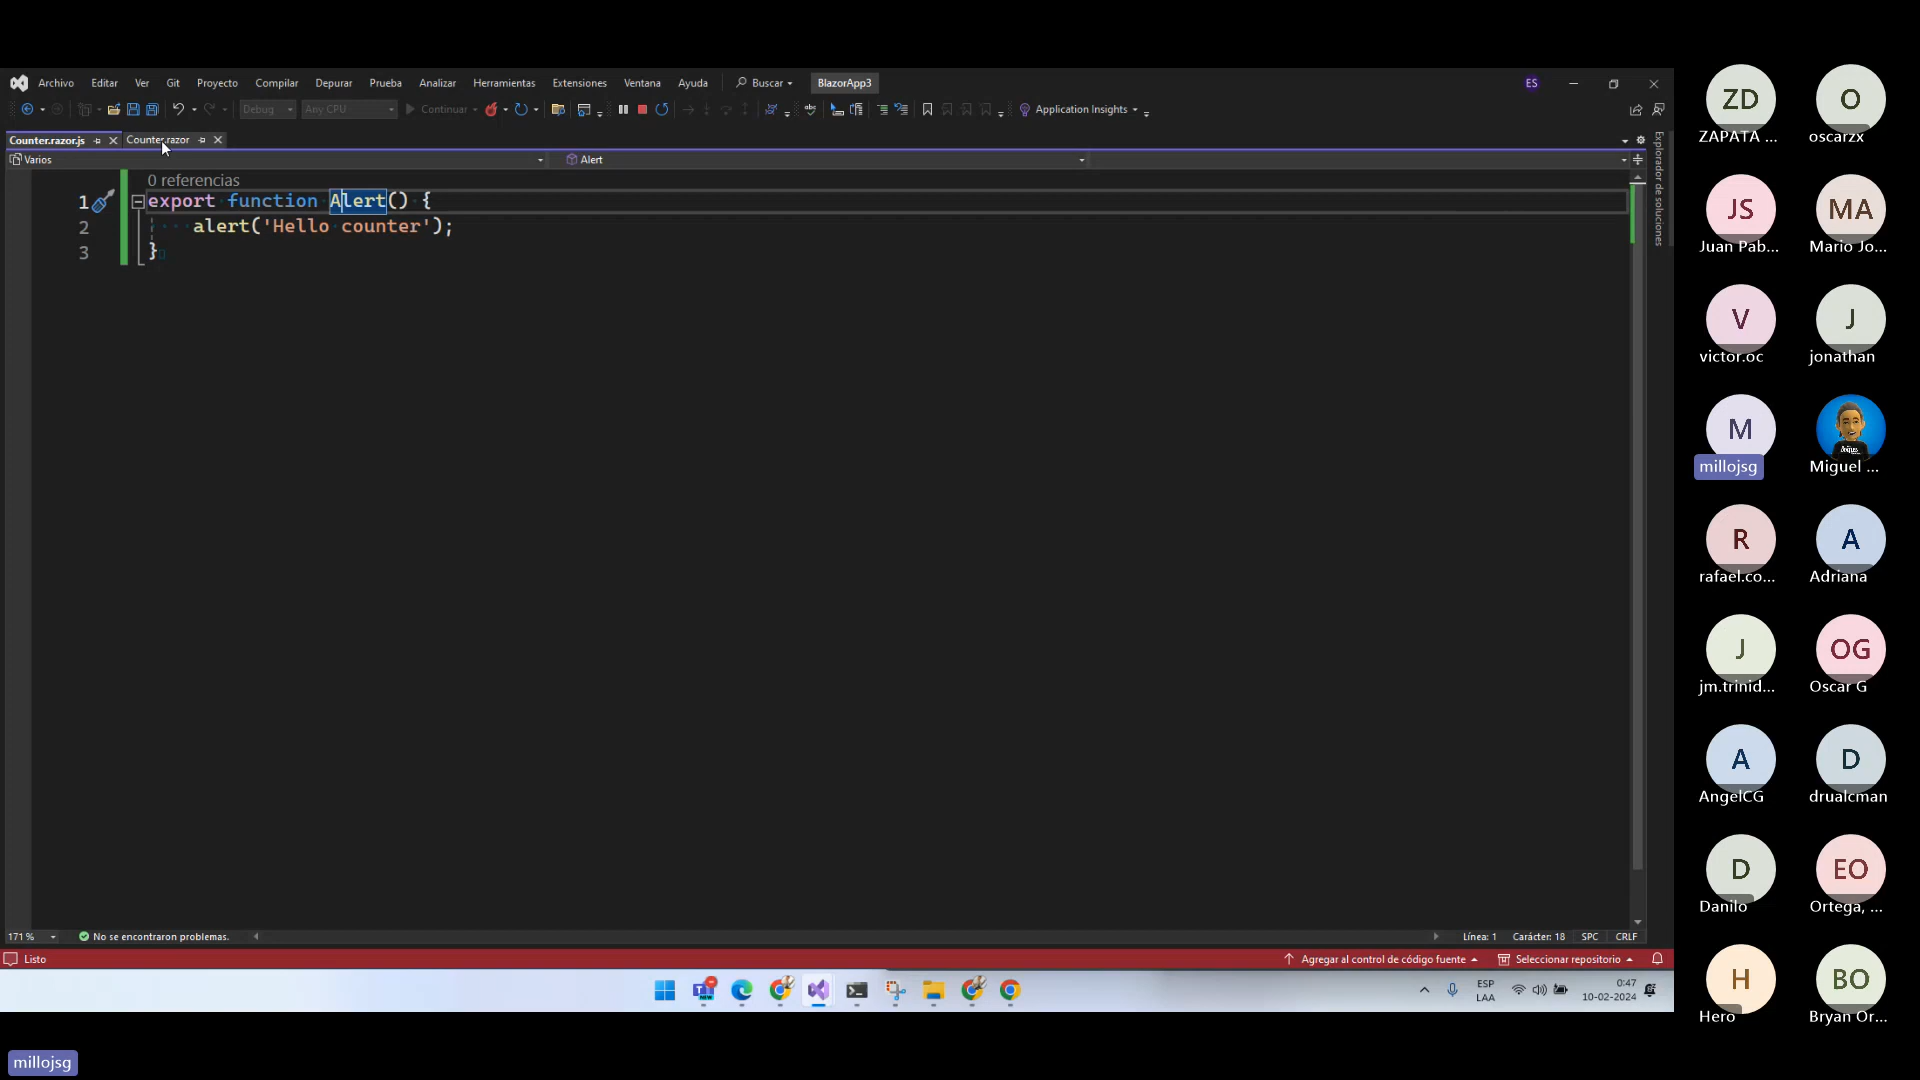 Archivo Editar Ver Git Proyecto Compilar Depurar Prueba Analizar Herramientas Extensiones Ventana Ayuda Buscar BlazorApp3 ES
Debug Any CPU Continuar Application Insights
Counter.razor.js Counter.razor
Varios Alert
Explorador de soluciones
0 referencias
1 export function Alert() {
2 alert('Hello counter');
3 }
171 % No se encontraron problemas. Línea: 1 Carácter: 18 SPC CRLF
Listo Agregar al control de código fuente Seleccionar repositorio
NEW
ESP
LAA
0:47
10-02-2024
ZD
ZAPATA ...
O
oscarzx
JS
Juan Pab...
MA
Mario Jo...
V
victor.oc
J
jonathan
M
millojsg
Miguel ...
R
rafael.co...
A
Adriana
J
jm.trinid...
OG
Oscar G
A
AngelCG
D
drualcman
D
Danilo
EO
Ortega, ...
H
Hero
BO
Bryan Or...
millojsg